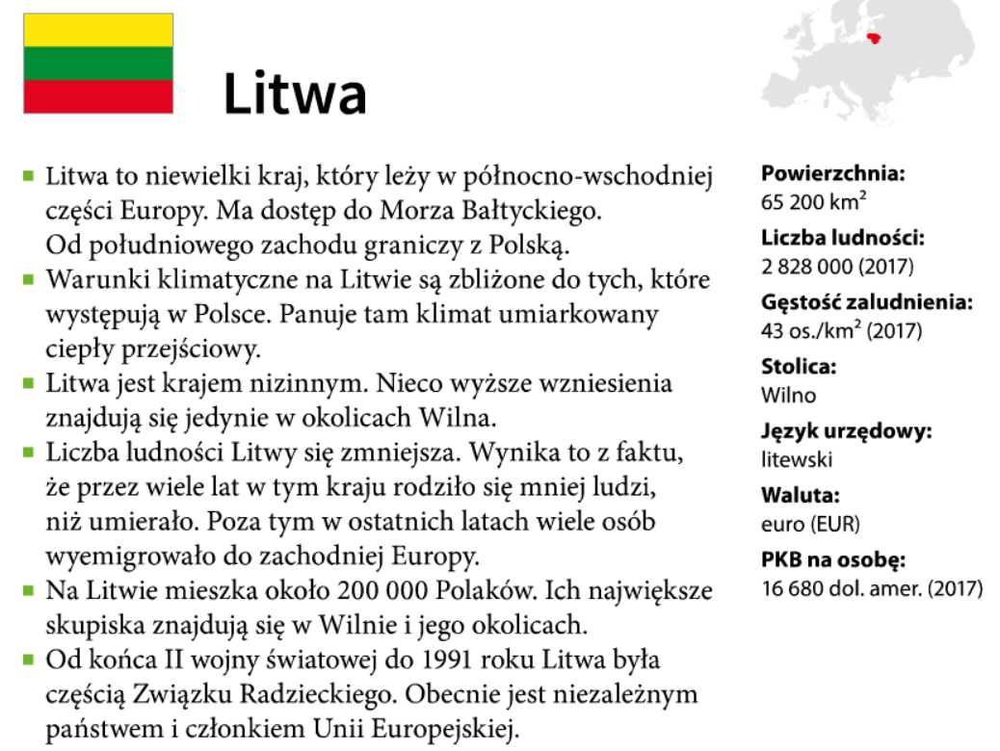 Litwa
Litwa to niewielki kraj, który leży w północno-wschodniej
części Europy. Ma dostęp do Morza Bałtyckiego.
Od południowego zachodu graniczy z Polską.
Warunki klimatyczne na Litwie są zbliżone do tych, które
występują w Polsce. Panuje tam klimat umiarkowany
ciepły przejściowy.
Litwa jest krajem nizinnym. Nieco wyższe wzniesienia
znajdują się jedynie w okolicach Wilna.
Liczba ludności Litwy się zmniejsza. Wynika to z faktu,
że przez wiele lat w tym kraju rodziło się mniej ludzi,
niż umierało. Poza tym w ostatnich latach wiele osób
wyemigrowało do zachodniej Europy.
Na Litwie mieszka około 200 000 Polaków. Ich największe
skupiska znajdują się w Wilnie i jego okolicach.
Od końca II wojny światowej do 1991 roku Litwa była
częścią Związku Radzieckiego. Obecnie jest niezależnym
państwem i członkiem Unii Europejskiej.
Powierzchnia:
65 200 km²
Liczba ludności:
2 828 000 (2017)
Gęstość zaludnienia:
43 os./km² (2017)
Stolica:
Wilno
Język urzędowy:
litewski
Waluta:
euro (EUR)
PKB na osobę:
16 680 dol. amer. (2017)